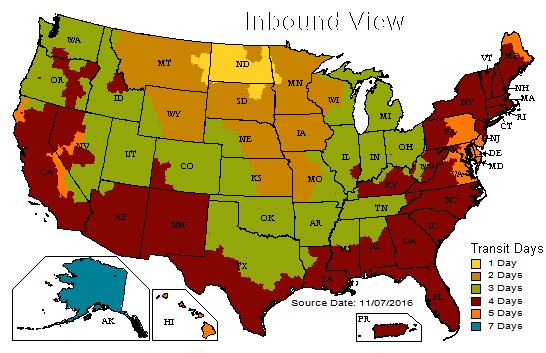 Inbound View
WA
MT
ND
MN
VT
ME
OR
ID
SD
WI
NY
NH
MA
WY
MI
RI
CT
NE
IA
PA
NJ
NV
UT
CO
IL
IN
OH
DE
MD
CA
KS
MO
KY
WV
VA
NC
AZ
NM
OK
AR
TN
SC
TX
LA
MS
AL
GA
FL
AK
HI
PR
Source Date: 11/07/2016
Transit Days
1 Day
2 Days
3 Days
4 Days
5 Days
7 Days